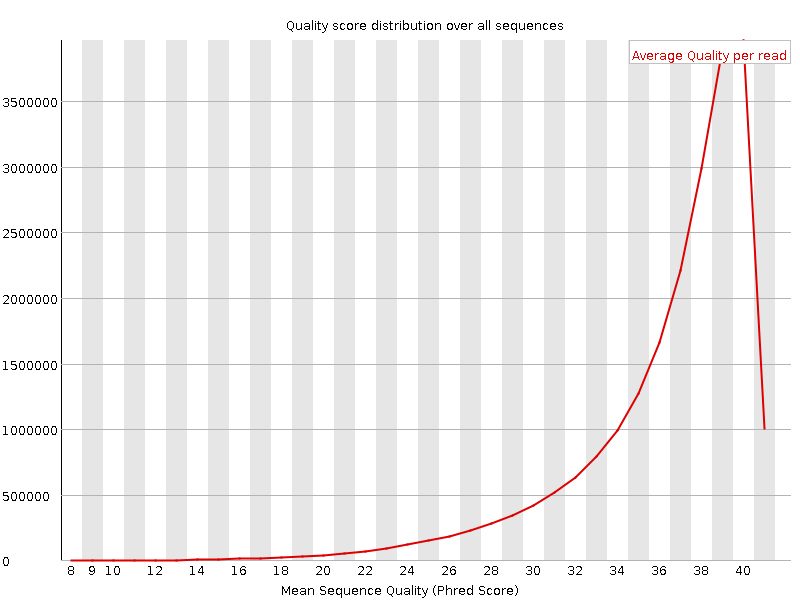 Quality score distribution over all sequences
Average Quality per read
3500000
3000000
2500000
2000000
1500000
1000000
500000
0
8 9 10 12 14 16 18 20 22 24 26 28 30 32 34 36 38 40
Mean Sequence Quality (Phred Score)